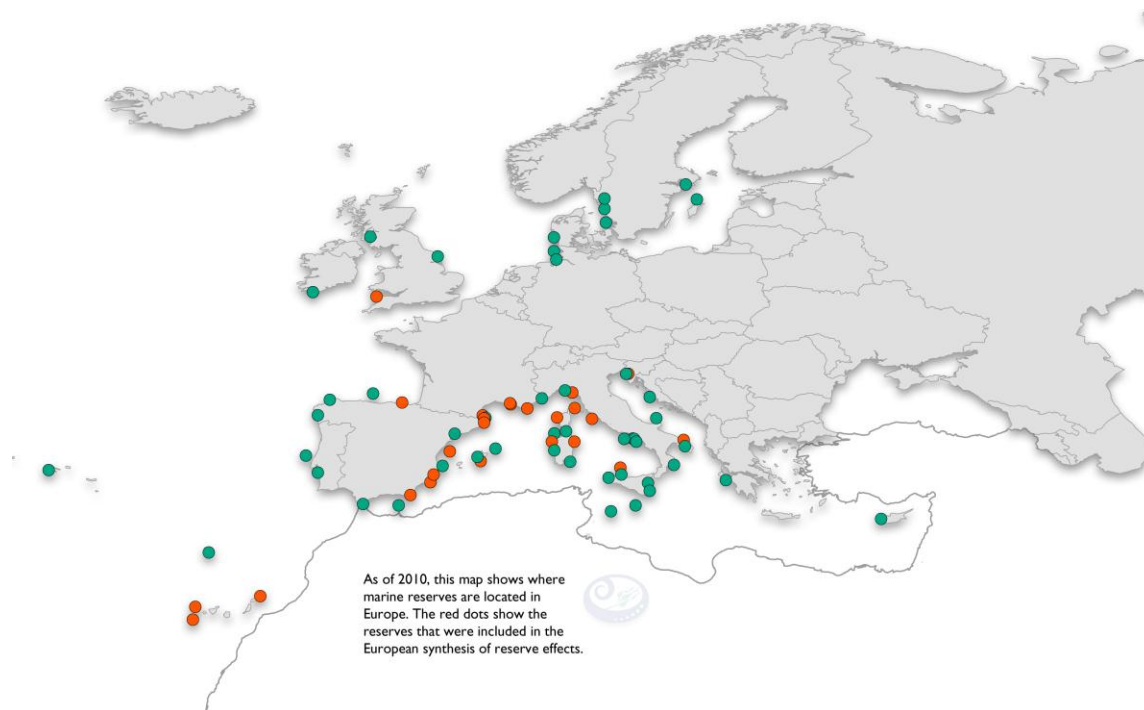 As of 2010, this map shows where
marine reserves are located in
Europe. The red dots show the
reserves that were included in the
European synthesis of reserve effects.